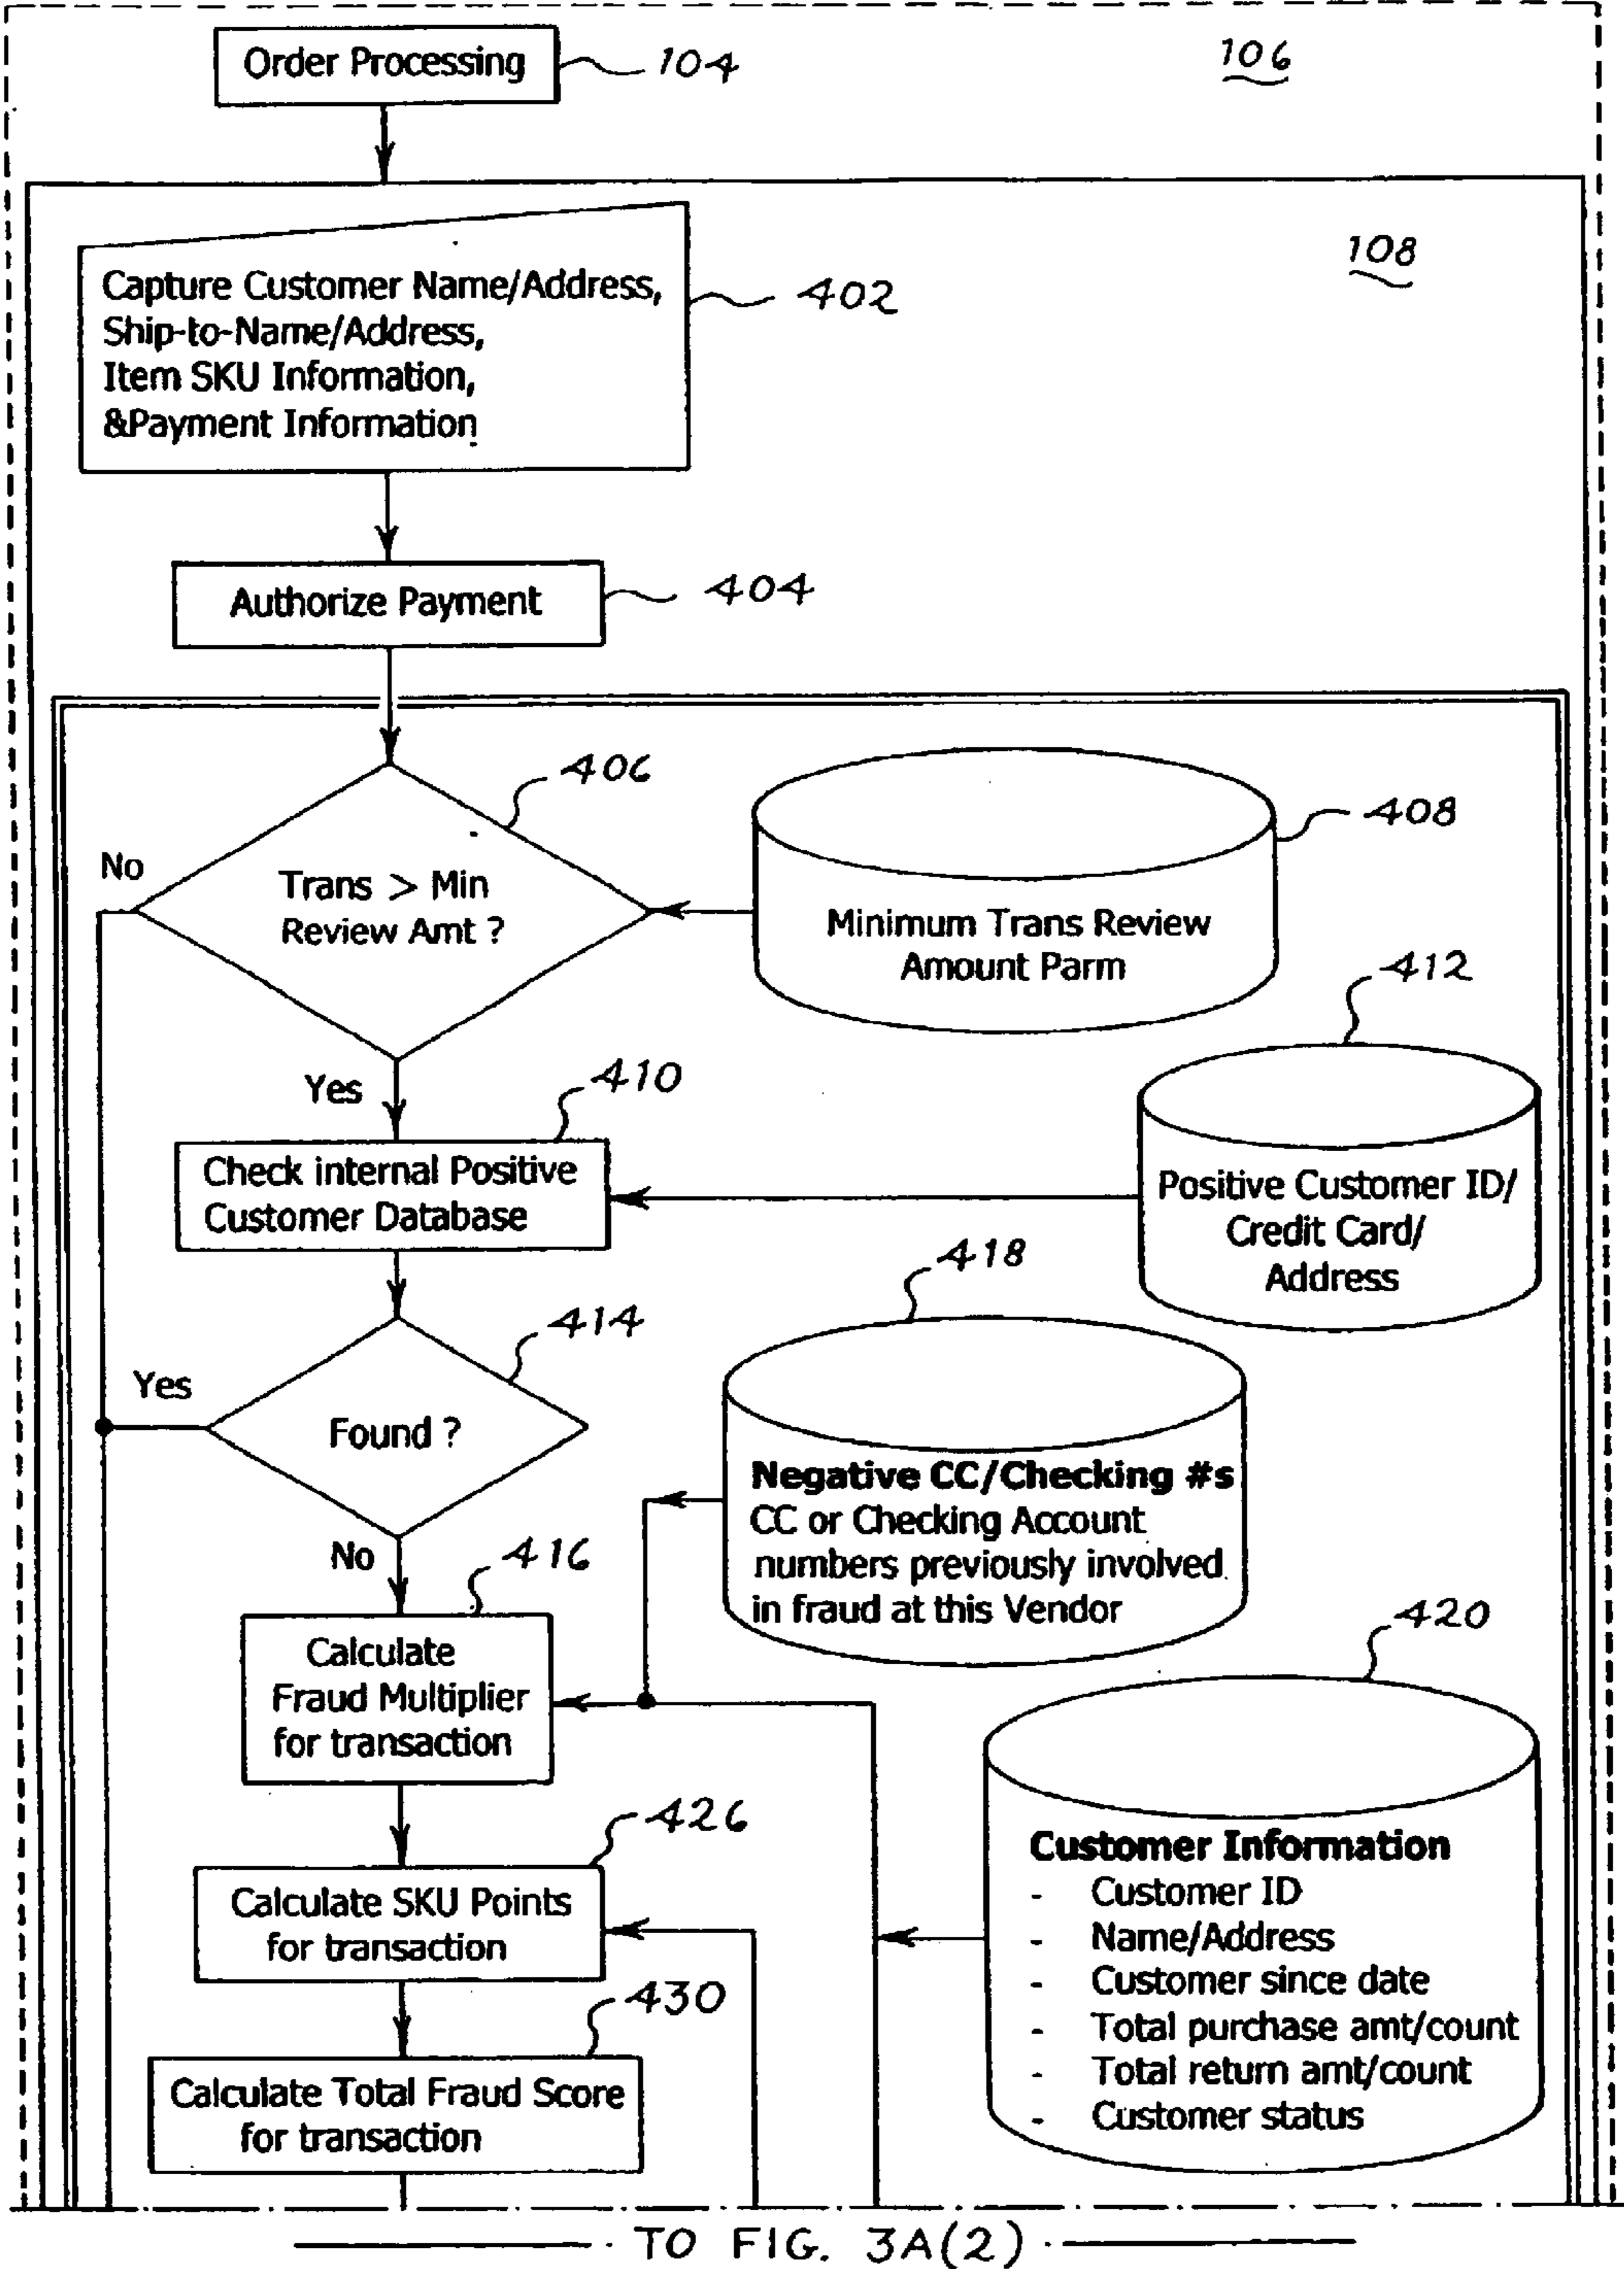 Order Processing
104
106
108
Capture Customer Name/Address,
Ship-to-Name/Address,
Item SKU Information,
&Payment Information
402
Authorize Payment
404
406
Trans > Min
Review Amt ?
No
Yes
408
Minimum Trans Review
Amount Parm
410
Check internal Positive
Customer Database
412
Positive Customer ID/
Credit Card/
Address
414
Found ?
Yes
No
416
Calculate
Fraud Multiplier
for transaction
418
Negative CC/Checking #s
CC or Checking Account
numbers previously involved
in fraud at this Vendor
420
Customer Information
- Customer ID
- Name/Address
- Customer since date
- Total purchase amt/count
- Total return amt/count
- Customer status
426
Calculate SKU Points
for transaction
430
Calculate Total Fraud Score
for transaction
TO FIG. 3A(2)